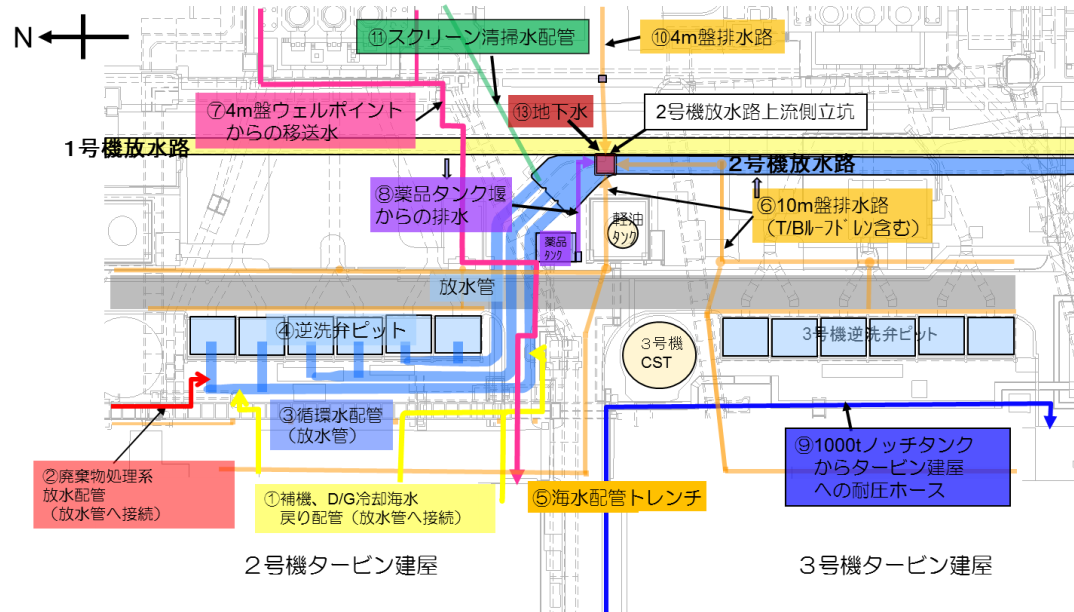 N
⑪スクリーン清掃水配管
⑩4m盤排水路
⑦4m盤ウェルポイント
からの移送水
⑬地下水
2号機放水路上流側立坑
1号機放水路
2号機放水路
⑧薬品タンク堰
からの排水
⑥10m盤排水路
(T/Bﾙｰﾌﾄﾞﾚﾝ含む)
軽油
タンク
薬品
タンク
放水管
④逆洗弁ピット
3号機逆洗弁ピット
3号機
CST
③循環水配管
(放水管)
②廃棄物処理系
放水配管
(放水管へ接続)
①補機、D/G冷却海水
戻り配管(放水管へ接続)
⑤海水配管トレンチ
⑨1000tノッチタンク
からタービン建屋
への耐圧ホース
2号機タービン建屋
3号機タービン建屋